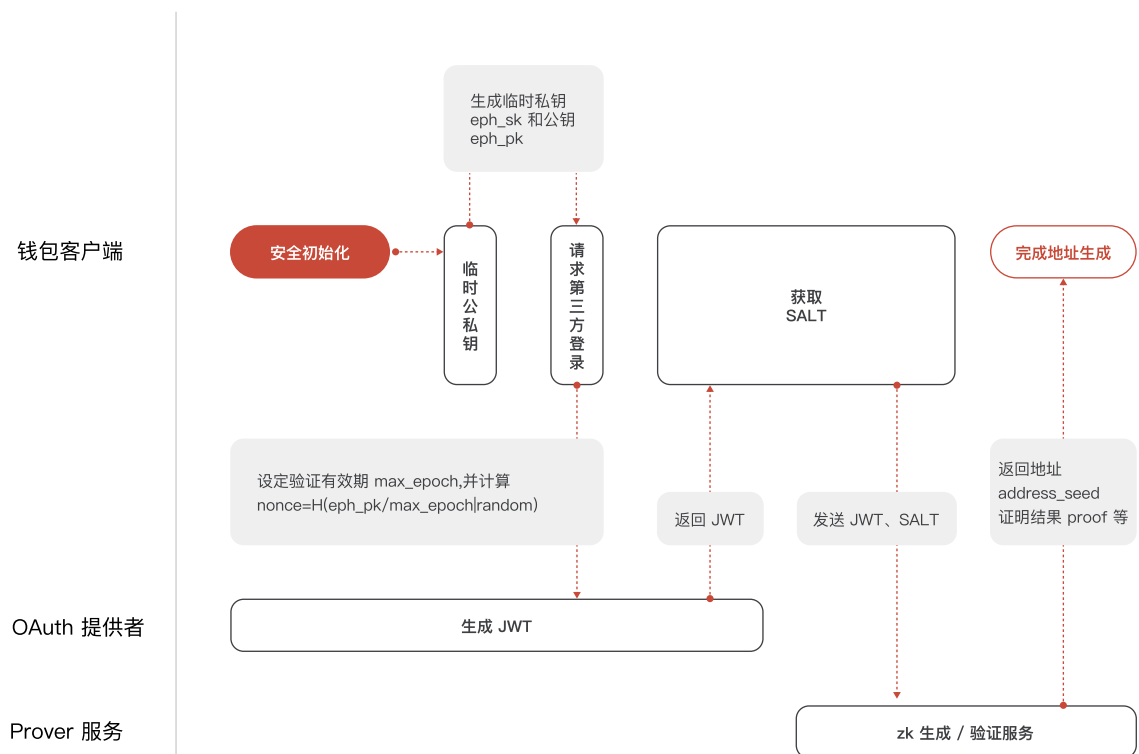 生成临时私钥
eph_sk 和公钥
eph_pk
钱包客户端
安全初始化
临时公私钥
请求第三方登录
获取
SALT
完成地址生成
设定验证有效期 max_epoch,并计算
nonce=H(eph_pk/max_epoch|random)
返回 JWT
发送 JWT、SALT
返回地址
address_seed
证明结果 proof 等
OAuth 提供者
生成 JWT
Prover 服务
zk 生成 / 验证服务